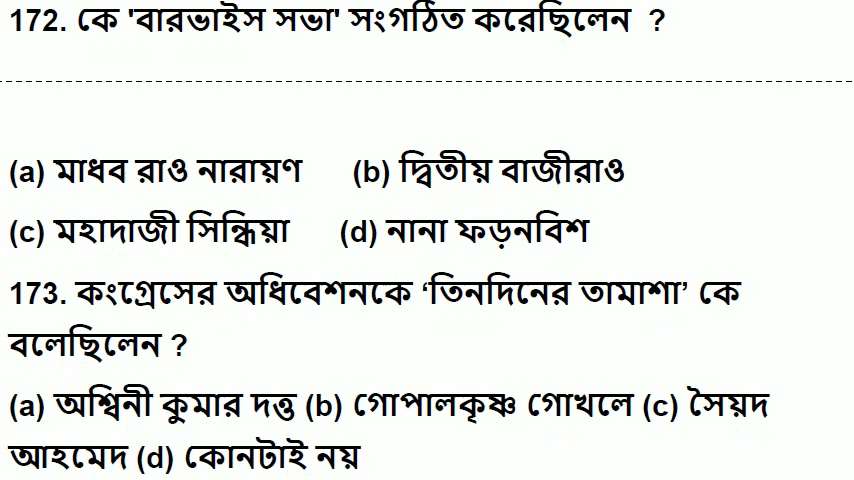 172. কে 'বারভাইস সভা' সংগঠিত করেছিলেন ?
(a) মাধব রাও নারায়ণ (b) দ্বিতীয় বাজীরাও
(c) মহাদাজী সিন্ধিয়া (d) নানা ফড়নবিশ
173. কংগ্রেসের অধিবেশনকে ‘তিনদিনের তামাশা’ কে
বলেছিলেন ?
(a) অশ্বিনী কুমার দত্ত (b) গোপালকৃষ্ণ গোখলে (c) সৈয়দ
আহমেদ (d) কোনটাই নয়